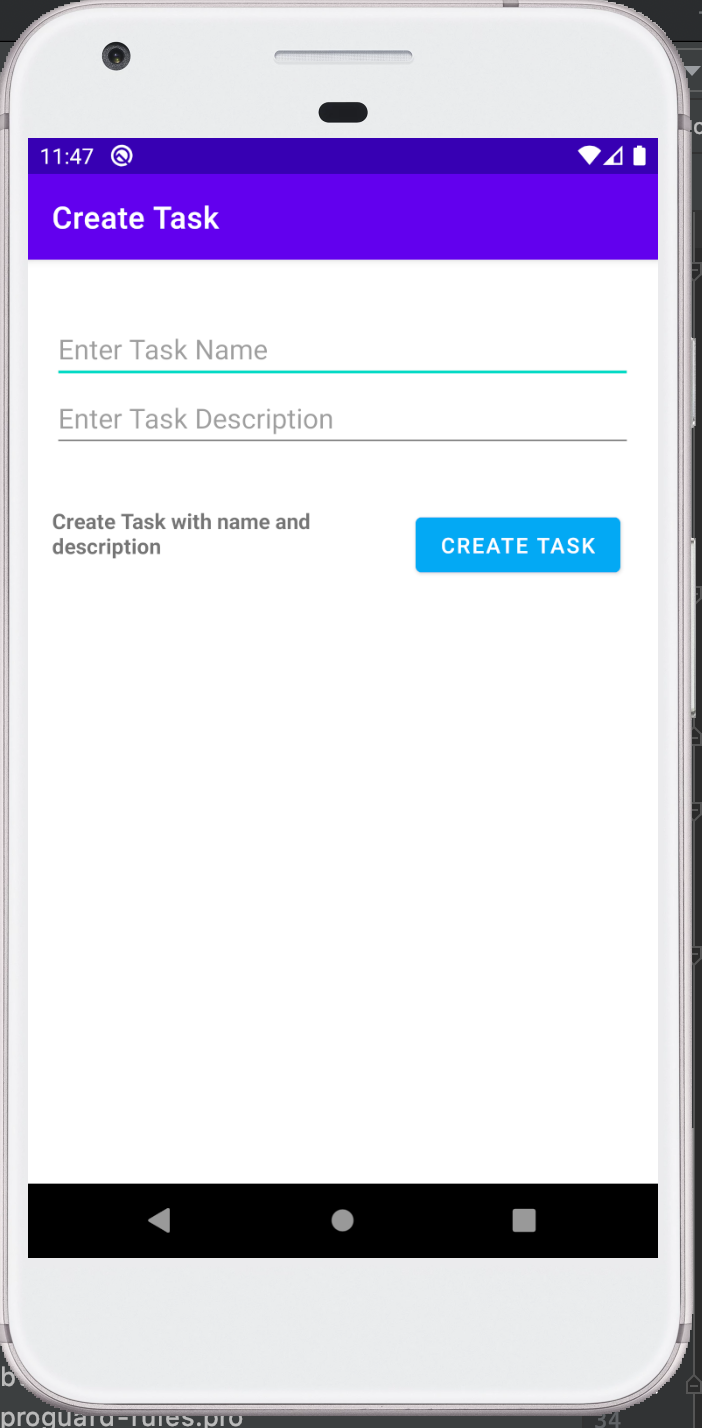 11:47
Create Task
Enter Task Name
Enter Task Description
Create Task with name and
description
CREATE TASK
proguard-rules.pro
34